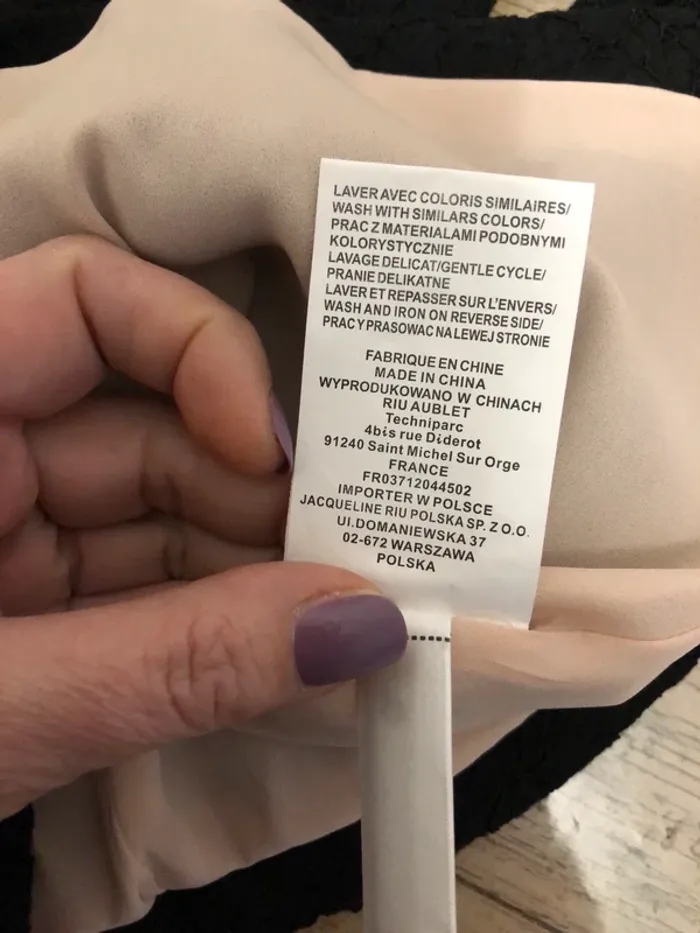 LAVER AVEC COLORIS SIMILAIRES/
WASH WITH SIMILARS COLORS/
PRAC Z MATERIALAMI PODOBNYMI
KOLORYSTYCZNIE
LAVAGE DELICAT/GENTLE CYCLE/
PRANIE DELIKATNE
LAVER ET REPASSER SUR L'ENVERS/
WASH AND IRON ON REVERSE SIDE/
PRAC Y PRASOWAC NA LEWEJ STRONIE
FABRIQUE EN CHINE
MADE IN CHINA
WYPRODUKOWANO W CHINACH
RIU AUBLET
Techniparc
4bis rue Diderot
91240 Saint Michel Sur Orge
FRANCE
FR03712044502
IMPORTER W POLSCE
JACQUELINE RIU POLSKA SP. Z O.O.
UI.DOMANIEWSKA 37
02-672 WARSZAWA
POLSKA